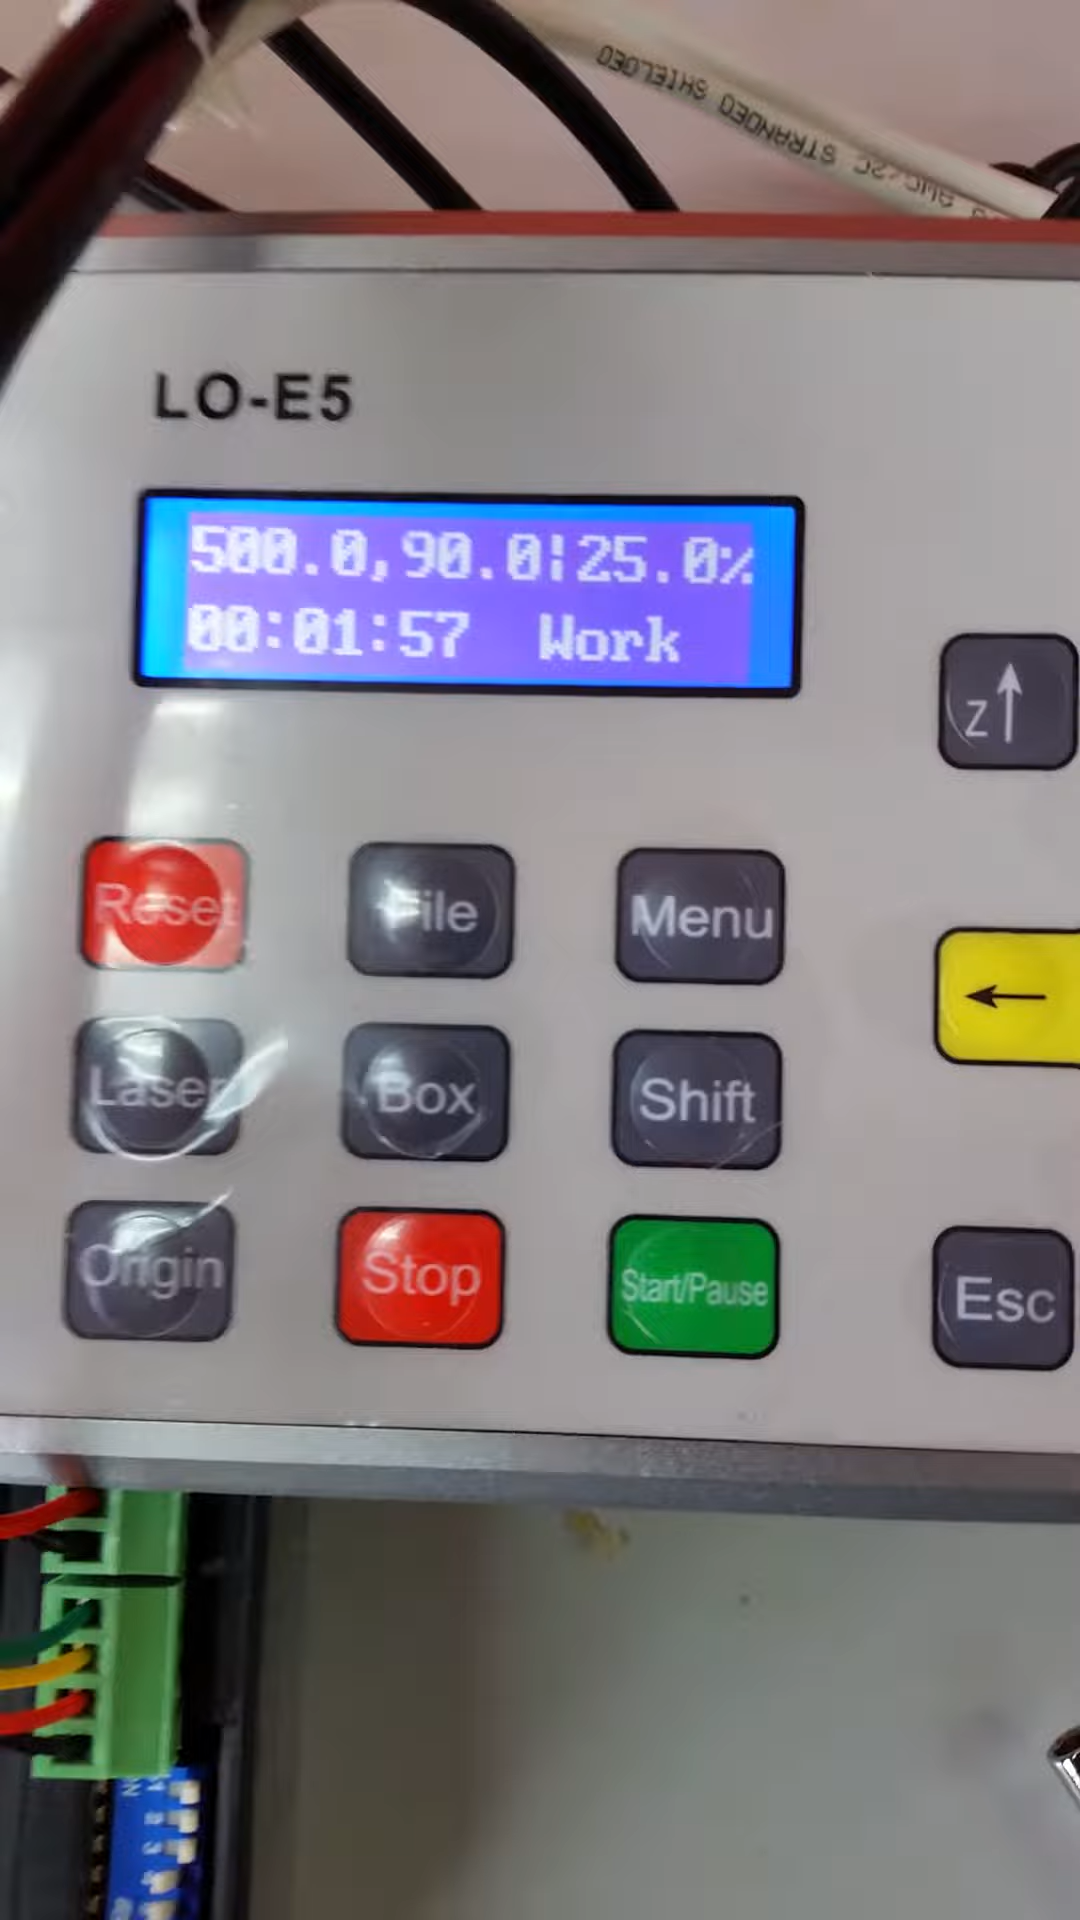 SHIELDED
STRANDED
LO-E5
500.0,90.0¦25.0%
00:01:57 Work
Z
Reset File Menu
Laser Box Shift
Origin Stop Start/Pause Esc